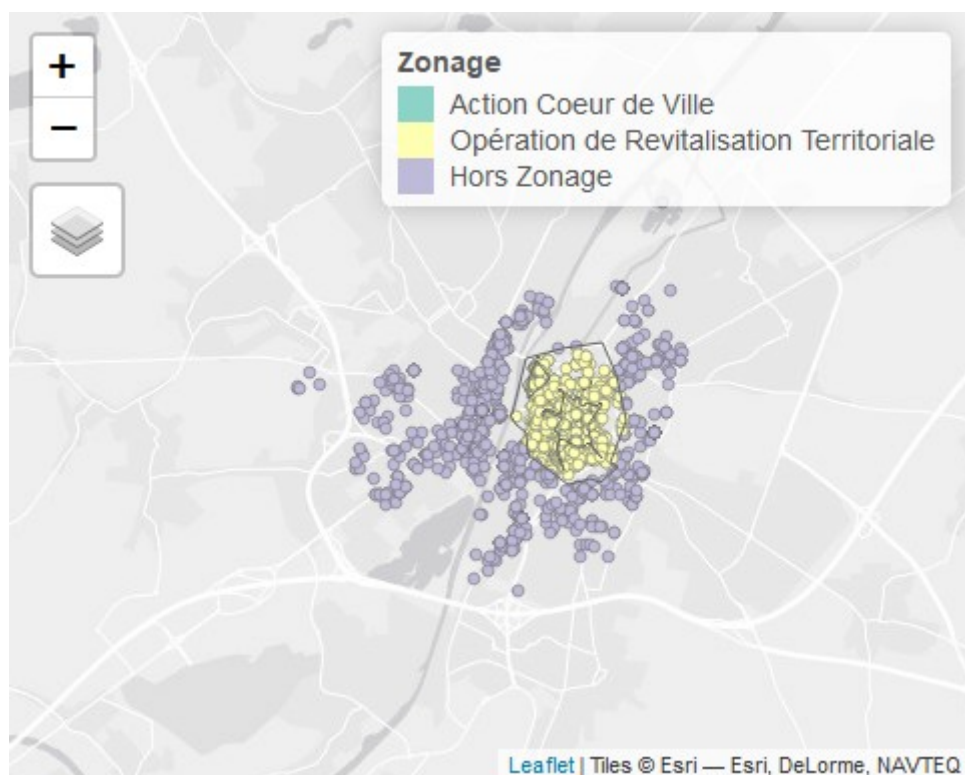 +
−
Zonage
Action Coeur de Ville
Opération de Revitalisation Territoriale
Hors Zonage
Leaflet | Tiles © Esri — Esri, DeLorme, NAVTEQ